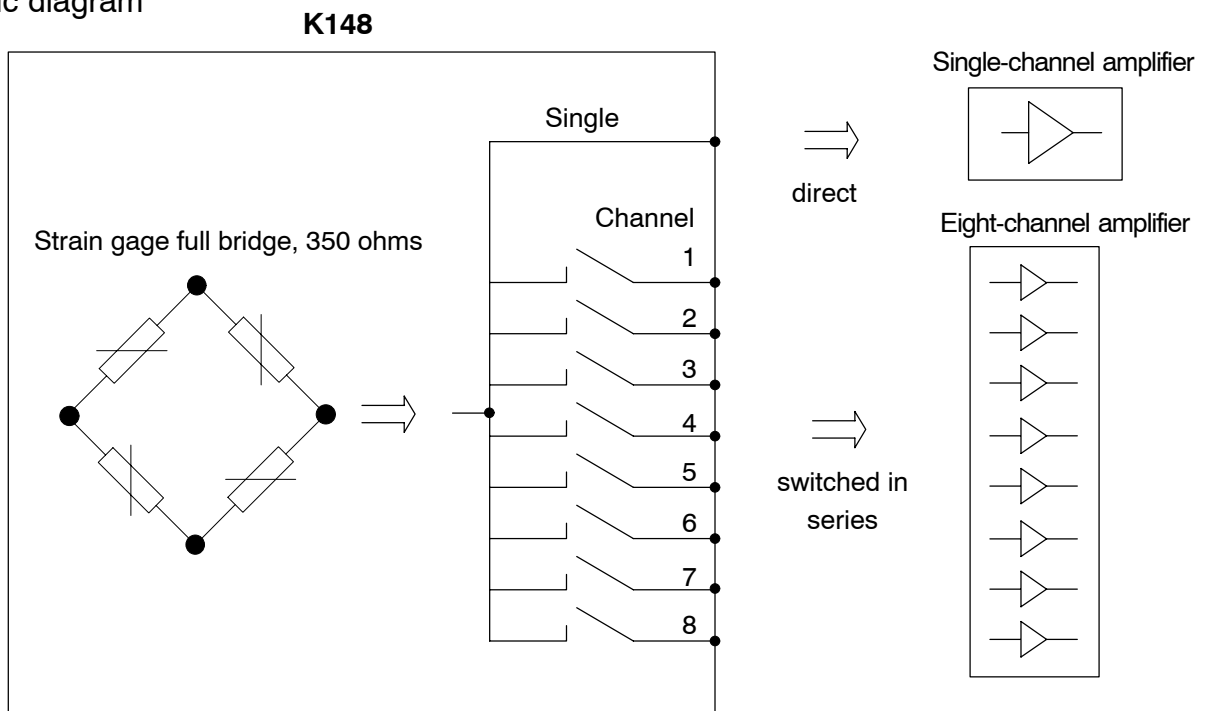 diagram
K148
Single-channel amplifier
Single
direct
Channel
Eight-channel amplifier
Strain gage full bridge, 350 ohms
1
2
3
4
5
6
7
8
switched in
series